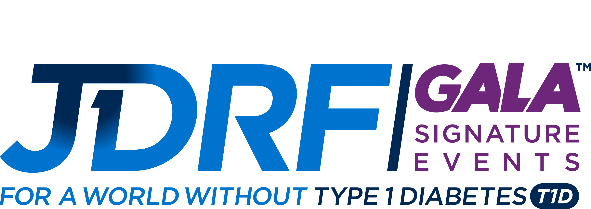 JDRF
GALA™
SIGNATURE
EVENTS
FOR A WORLD WITHOUT TYPE 1 DIABETES T1D